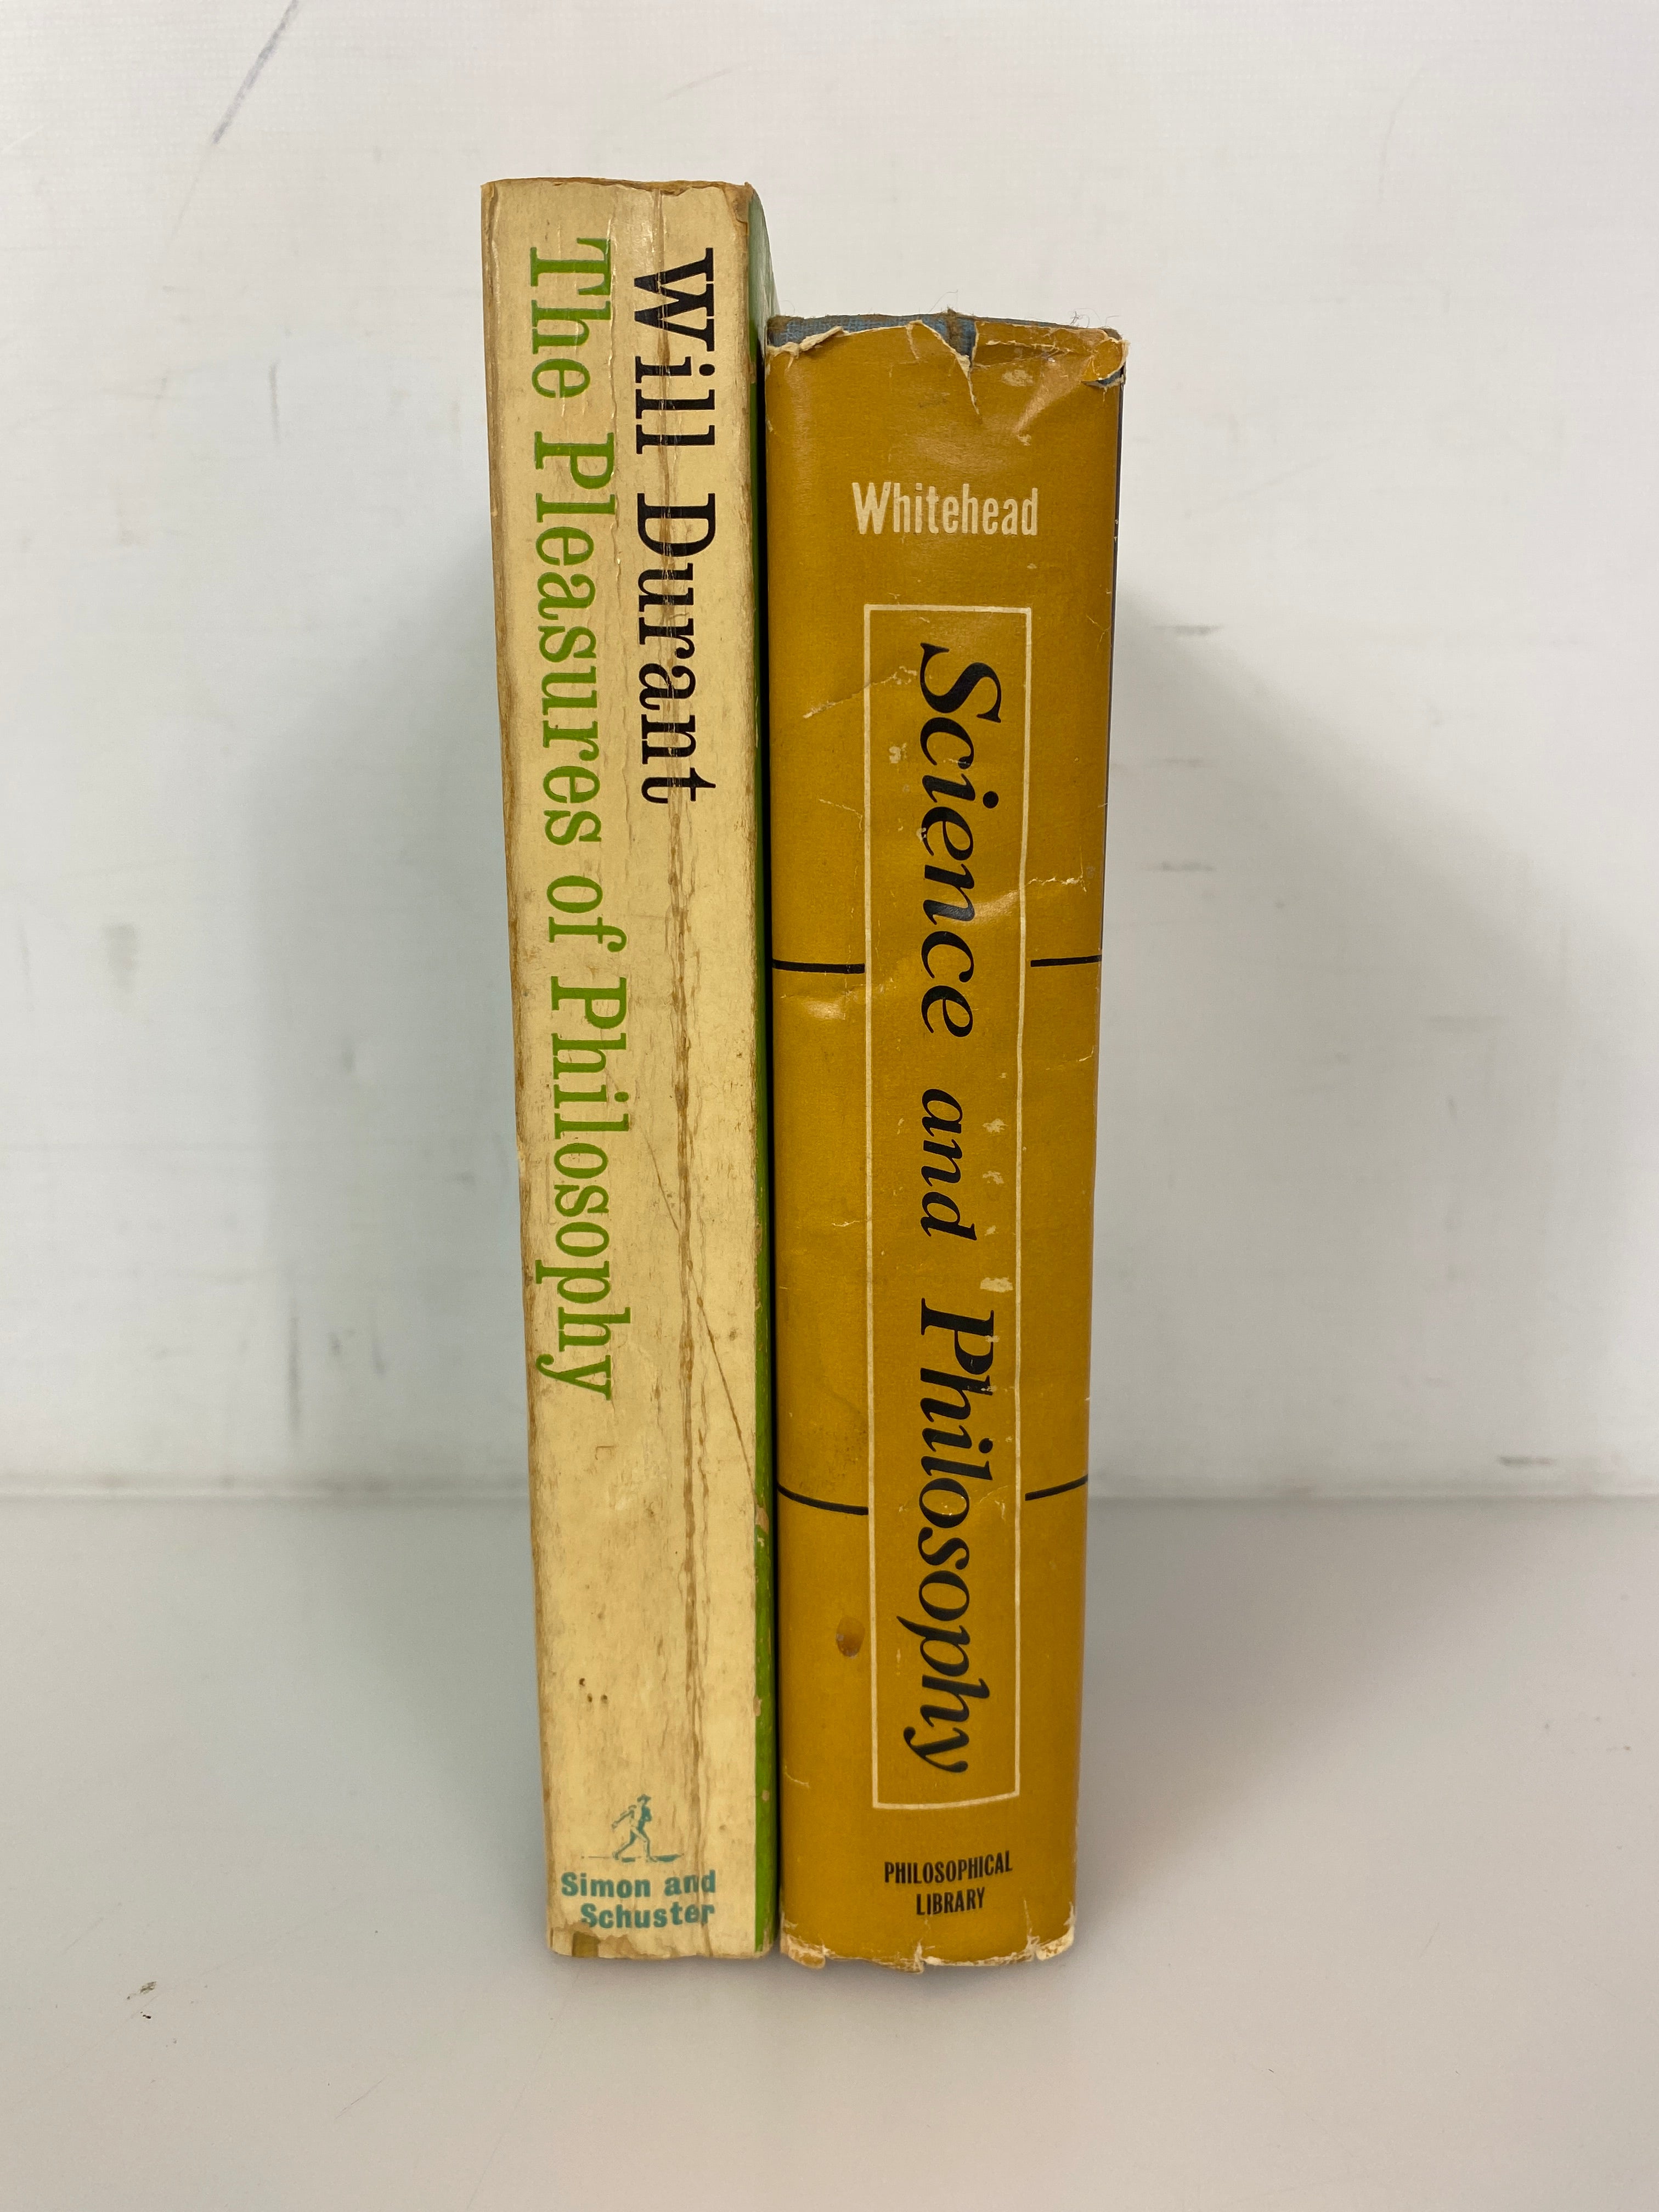 Will Durant
The Pleasures of Philosophy
Simon and
Schuster
Whitehead
Science and Philosophy
PHILOSOPHICAL
LIBRARY